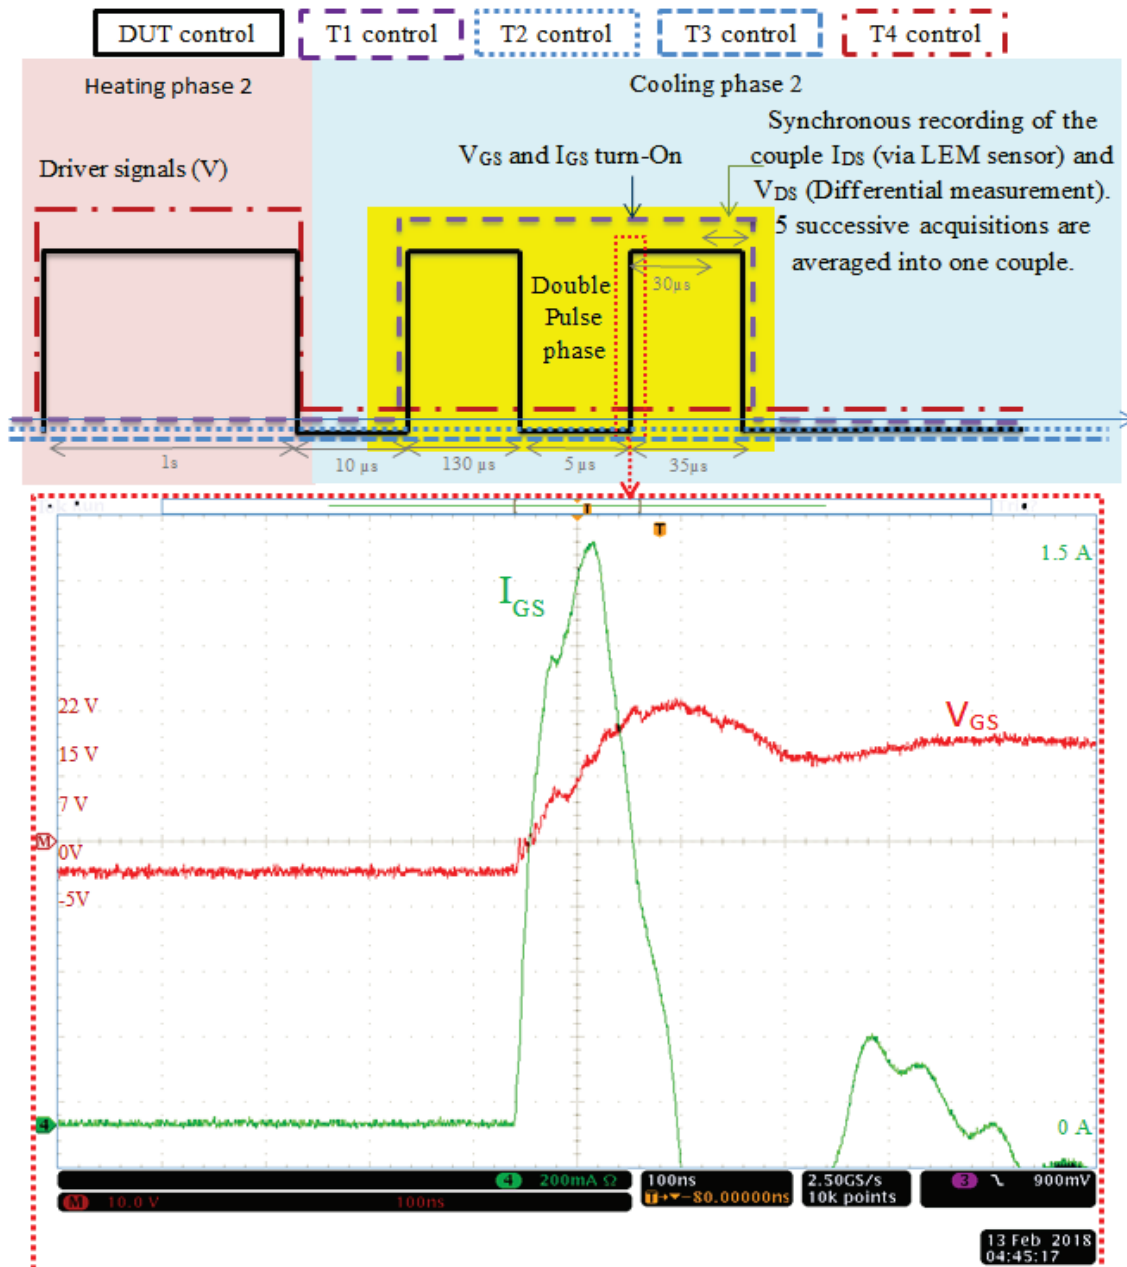 DUT control
T1 control
T2 control
T3 control
T4 control
Heating phase 2
Cooling phase 2
Driver signals (V)
VGS and IGS turn-On
Synchronous recording of the
couple IDS (via LEM sensor) and
VDS (Differential measurement).
5 successive acquisitions are
averaged into one couple.
30µs
Double
Pulse
phase
1s
10 µs
130 µs
5 µs
35µs
T
T
1.5 A
IGS
22 V
VGS
15 V
7 V
M
0V
-5V
4
0 A
4 200mA Ω
M 10.0 V 100ns
100ns
T→▼-80.00000ns
2.50GS/s
10k points
3 900mV
13 Feb 2018
04:45:17